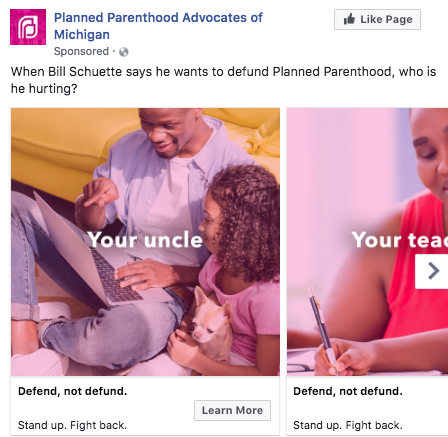 Planned Parenthood Advocates of
Michigan
Like Page
Sponsored ·
When Bill Schuette says he wants to defund Planned Parenthood, who is
he hurting?
Your uncle
Your teac
Defend, not defund.
Learn More
Stand up. Fight back.
Defend, not defund.
Stand up. Fight back.